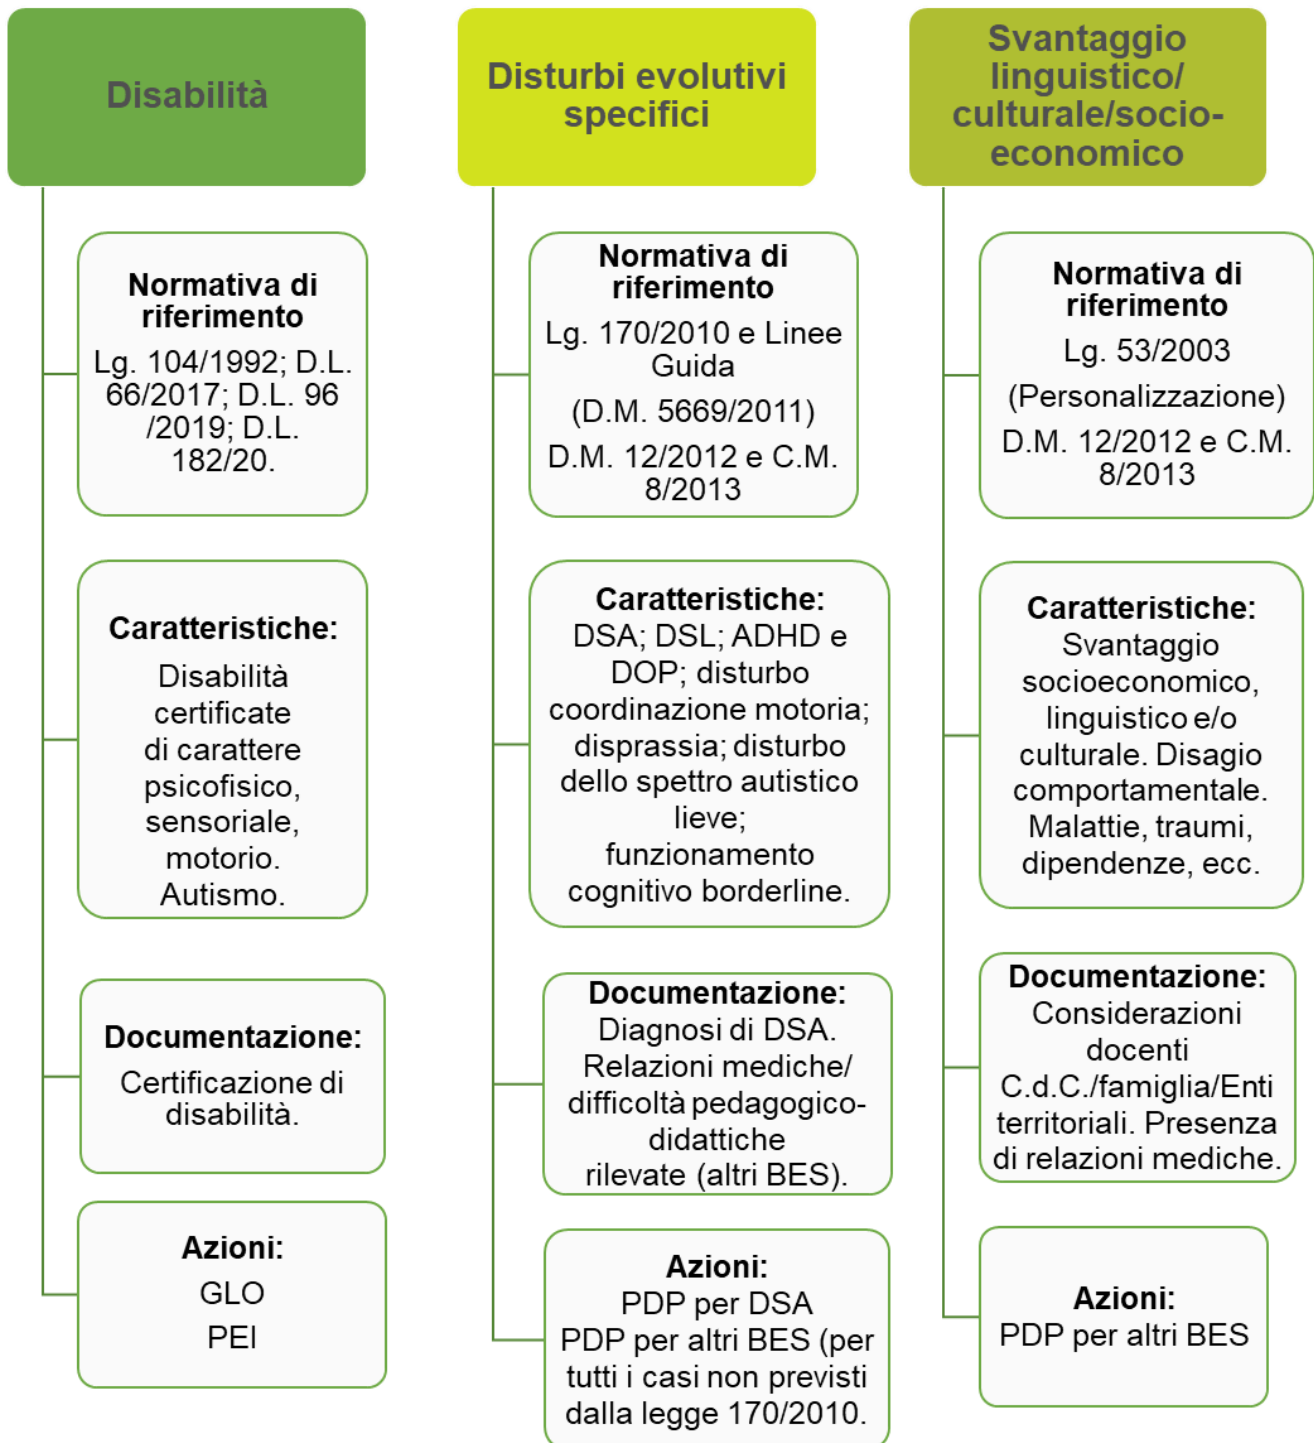 Disabilità
Normativa di
riferimento
Lg. 104/1992; D.L.
66/2017; D.L. 96
/2019; D.L.
182/20.
Caratteristiche:
Disabilità
certificate
di carattere
psicofisico,
sensoriale,
motorio.
Autismo.
Documentazione:
Certificazione di
disabilità.
Azioni:
GLO
PEI
Disturbi evolutivi
specifici
Normativa di
riferimento
Lg. 170/2010 e Linee
Guida
(D.M. 5669/2011)
D.M. 12/2012 e C.M.
8/2013
Caratteristiche:
DSA; DSL; ADHD e
DOP; disturbo
coordinazione motoria;
disprassia; disturbo
dello spettro autistico
lieve;
funzionamento
cognitivo borderline.
Documentazione:
Diagnosi di DSA.
Relazioni mediche/
difficoltà pedagogico-
didattiche
rilevate (altri BES).
Azioni:
PDP per DSA
PDP per altri BES (per
tutti i casi non previsti
dalla legge 170/2010.
Svantaggio
linguistico/
culturale/socio-
economico
Normativa di
riferimento
Lg. 53/2003
(Personalizzazione)
D.M. 12/2012 e C.M.
8/2013
Caratteristiche:
Svantaggio
socioeconomico,
linguistico e/o
culturale. Disagio
comportamentale.
Malattie, traumi,
dipendenze, ecc.
Documentazione:
Considerazioni
docenti
C.d.C./famiglia/Enti
territoriali. Presenza
di relazioni mediche.
Azioni:
PDP per altri BES